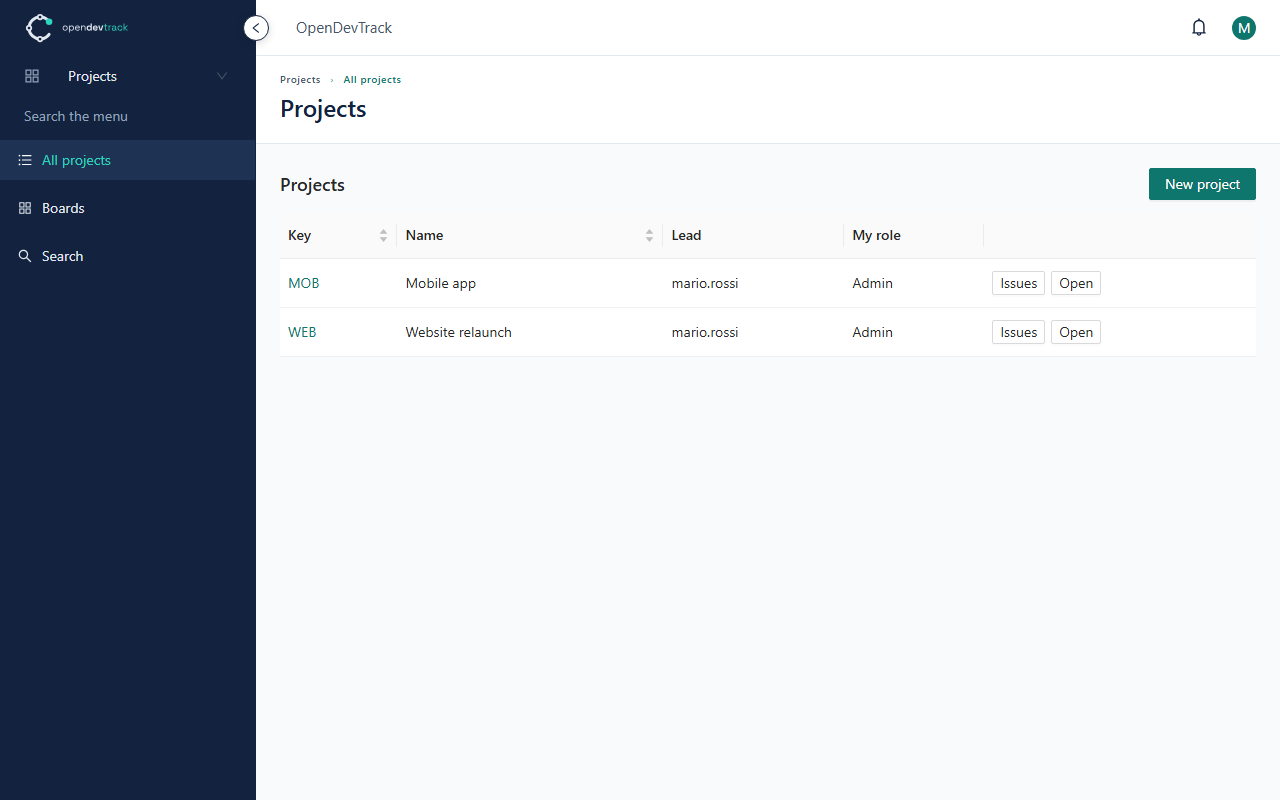 opendevtrack
OpenDevTrack
M
Projects
Search the menu
All projects
Boards
Search
Projects › All projects
Projects
Projects
New project
Key Name Lead My role
MOB Mobile app mario.rossi Admin Issues Open
WEB Website relaunch mario.rossi Admin Issues Open